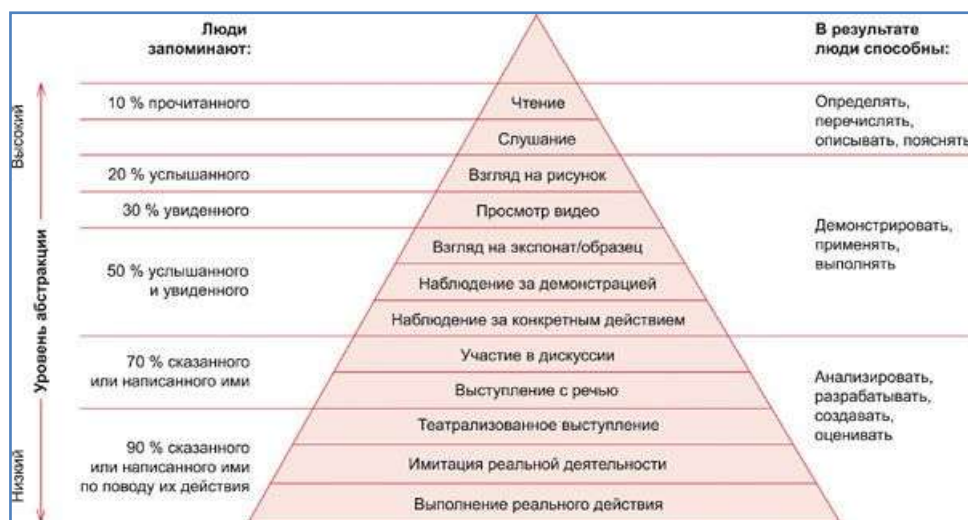 Люди
запоминают:
В результате
люди способны:
Высокий
Уровень абстракции
Низкий
10 % прочитанного
20 % услышанного
30 % увиденного
50 % услышанного
и увиденного
70 % сказанного
или написанного ими
90 % сказанного
или написанного ими
по поводу их действия
Чтение
Слушание
Взгляд на рисунок
Просмотр видео
Взгляд на экспонат/образец
Наблюдение за демонстрацией
Наблюдение за конкретным действием
Участие в дискуссии
Выступление с речью
Театрализованное выступление
Имитация реальной деятельности
Выполнение реального действия
Определять,
перечислять,
описывать, пояснять
Демонстрировать,
применять,
выполнять
Анализировать,
разрабатывать,
создавать,
оценивать